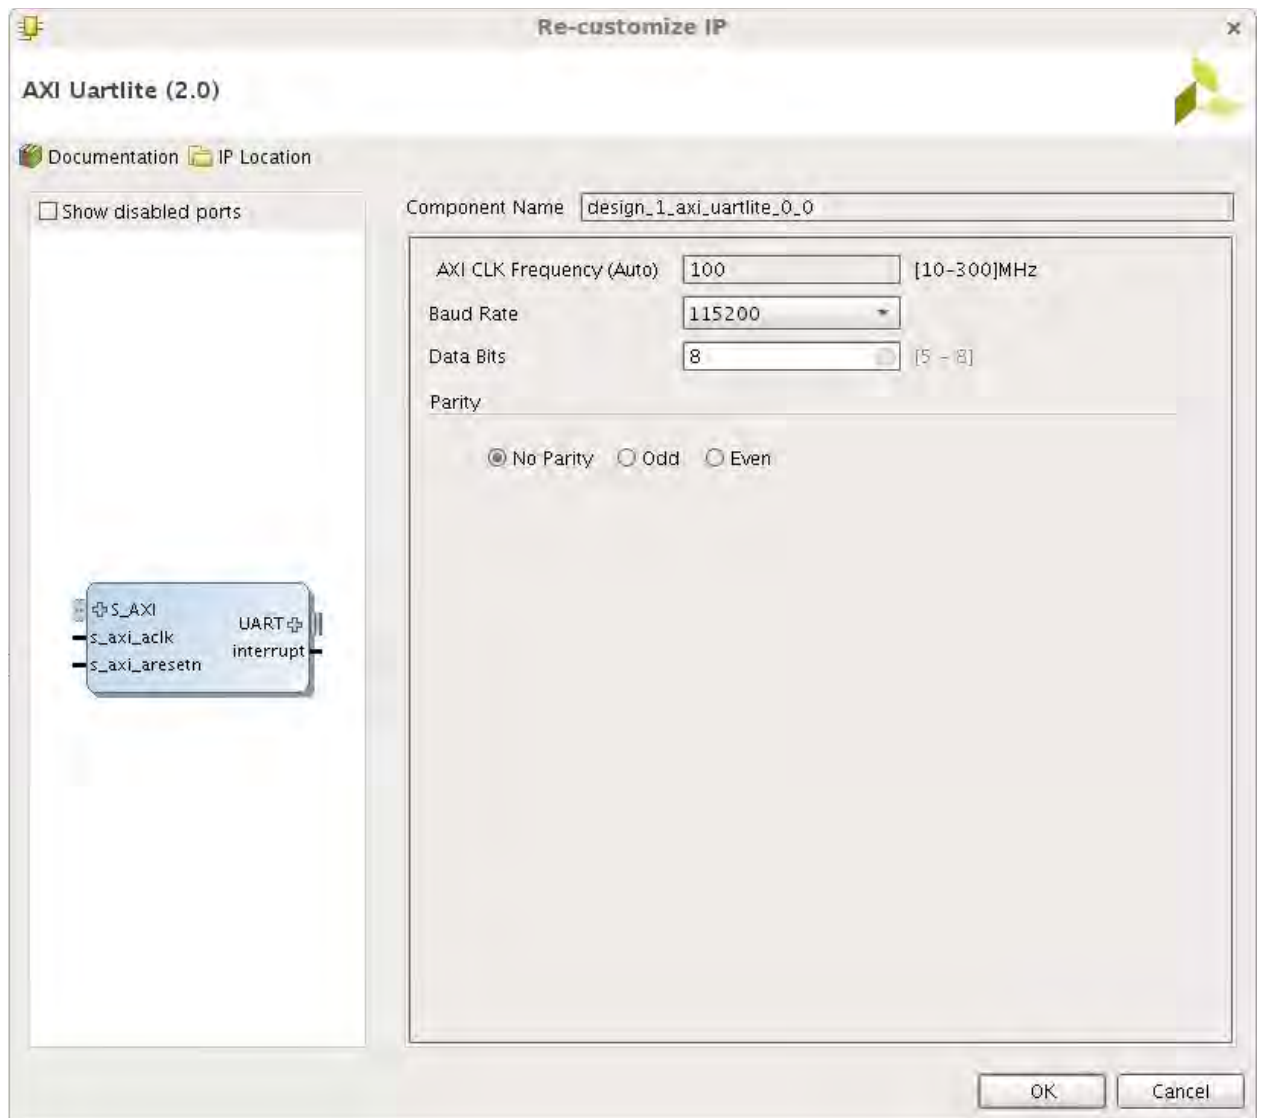 Re-customize IP
AXI Uartlite (2.0)
Documentation IP Location
Show disabled ports
Component Name design_1_axi_uartlite_0_0
AXI CLK Frequency (Auto) 100 [10-300]MHz
Baud Rate 115200
Data Bits 8 [5 - 8]
Parity
No Parity Odd Even
S_AXI
s_axi_aclk
s_axi_aresetn
UART
interrupt
OK Cancel